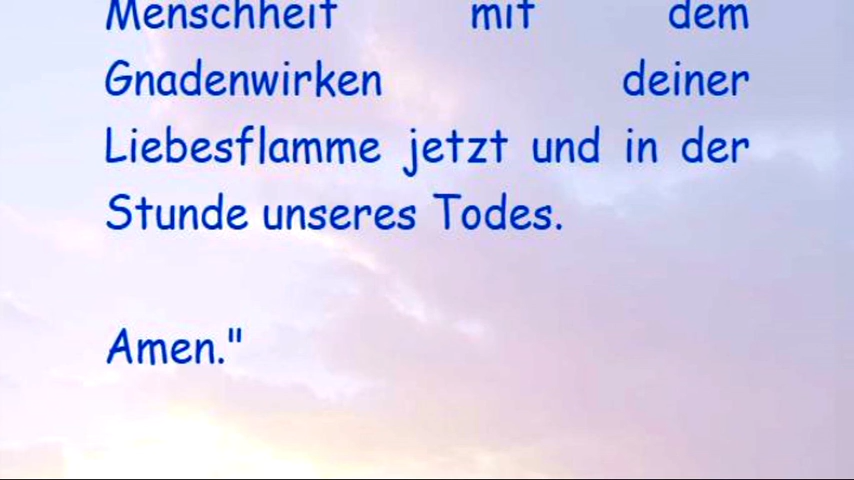 Menschheit mit dem
Gnadenwirken deiner
Liebesflamme jetzt und in der
Stunde unseres Todes.
Amen."